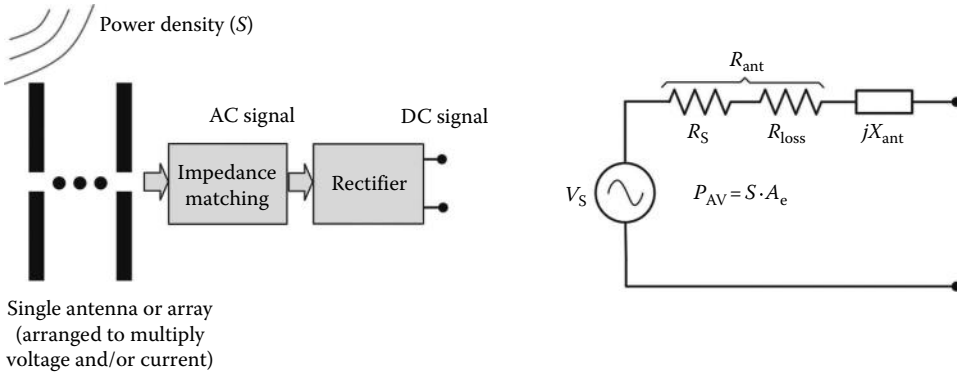 Power density (S)
AC signal
DC signal
Impedance
matching
Rectifier
Single antenna or array
(arranged to multiply
voltage and/or current)
R_ant
R_S
R_loss
jX_ant
V_S
P_AV = S · A_e